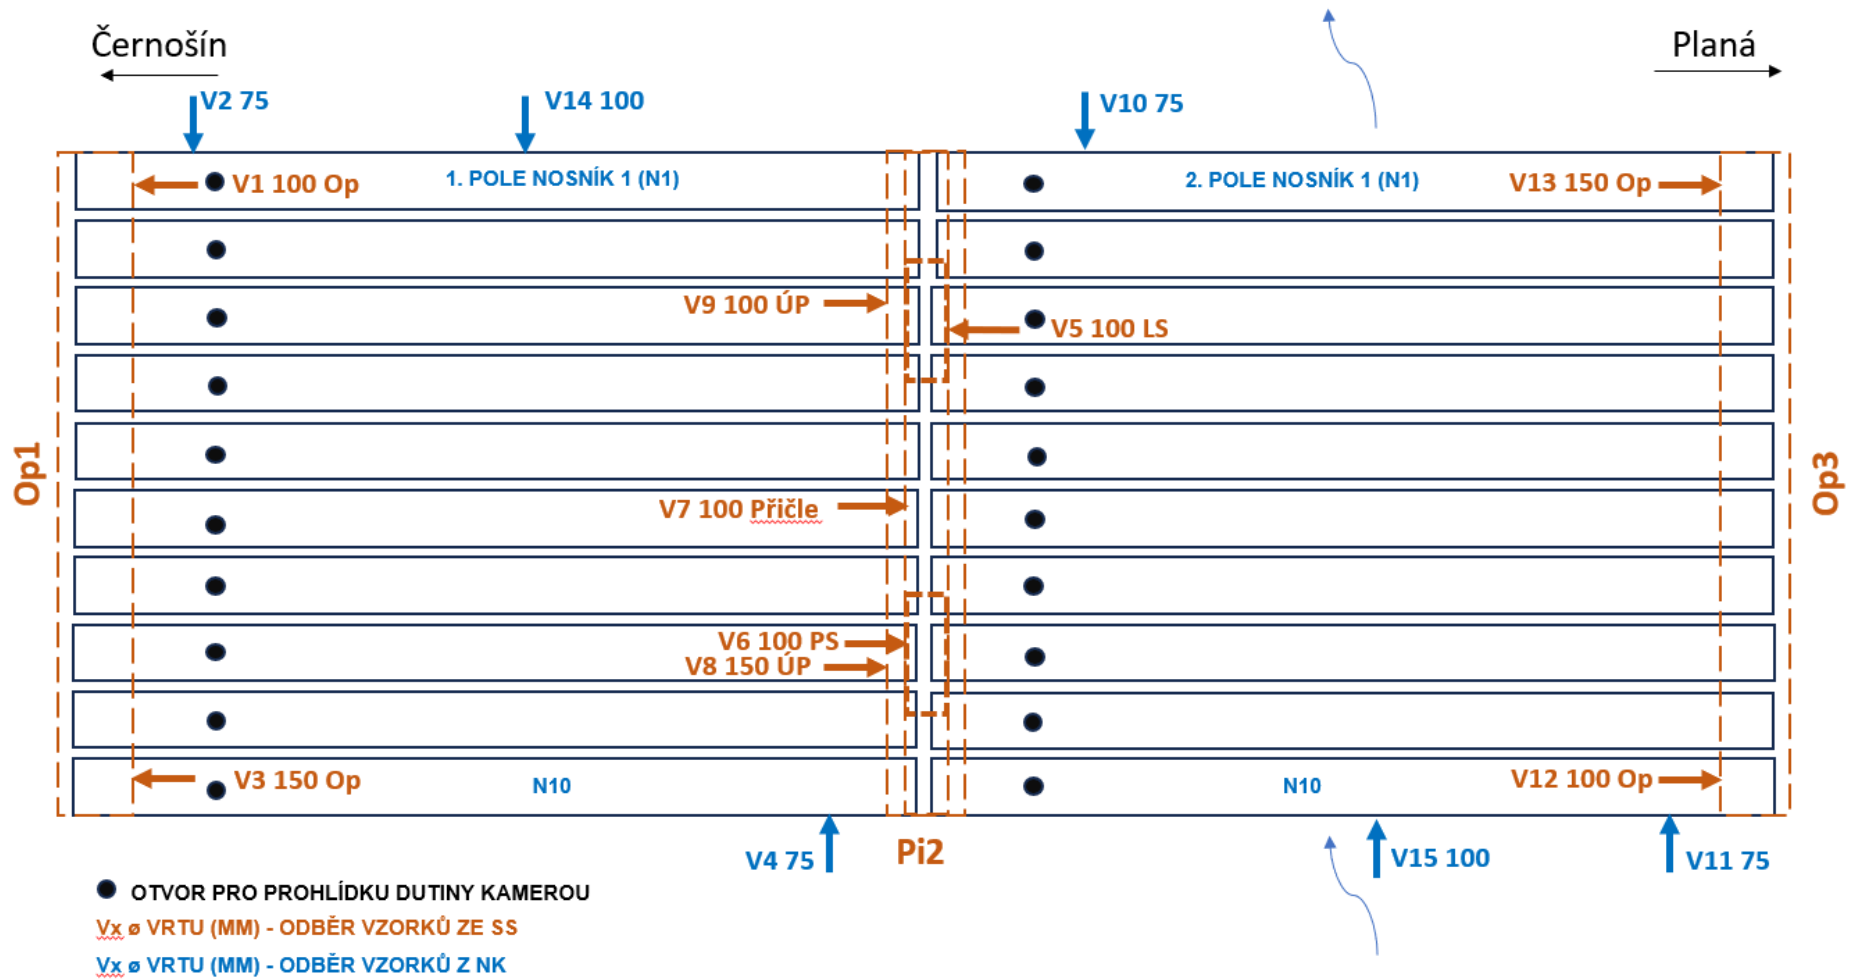 Černošín
Planá
V2 75
V14 100
V10 75
V1 100 Op
1. POLE NOSNÍK 1 (N1)
2. POLE NOSNÍK 1 (N1)
V13 150 Op
V9 100 ÚP
V5 100 LS
Op1
Op3
V7 100 Přičle
V6 100 PS
V8 150 ÚP
V3 150 Op
N10
N10
V12 100 Op
V4 75
Pi2
V15 100
V11 75
OTVOR PRO PROHLÍDKU DUTINY KAMEROU
Vx ø VRTU (MM) - ODBĚR VZORKŮ ZE SS
Vx ø VRTU (MM) - ODBĚR VZORKŮ Z NK